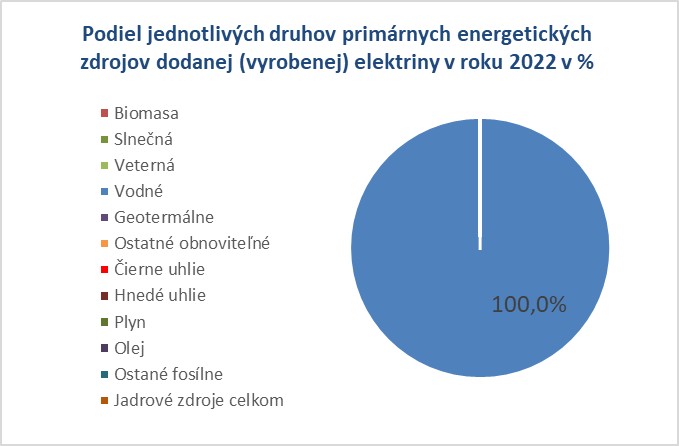 Podiel jednotlivých druhov primárnych energetických
zdrojov dodanej (vyrobenej) elektriny v roku 2022 v %
Biomasa
Slnečná
Veterná
Vodné
Geotermálne
Ostatné obnoviteľné
Čierne uhlie
Hnedé uhlie
Plyn
Olej
Ostané fosílne
Jadrové zdroje celkom
100,0%